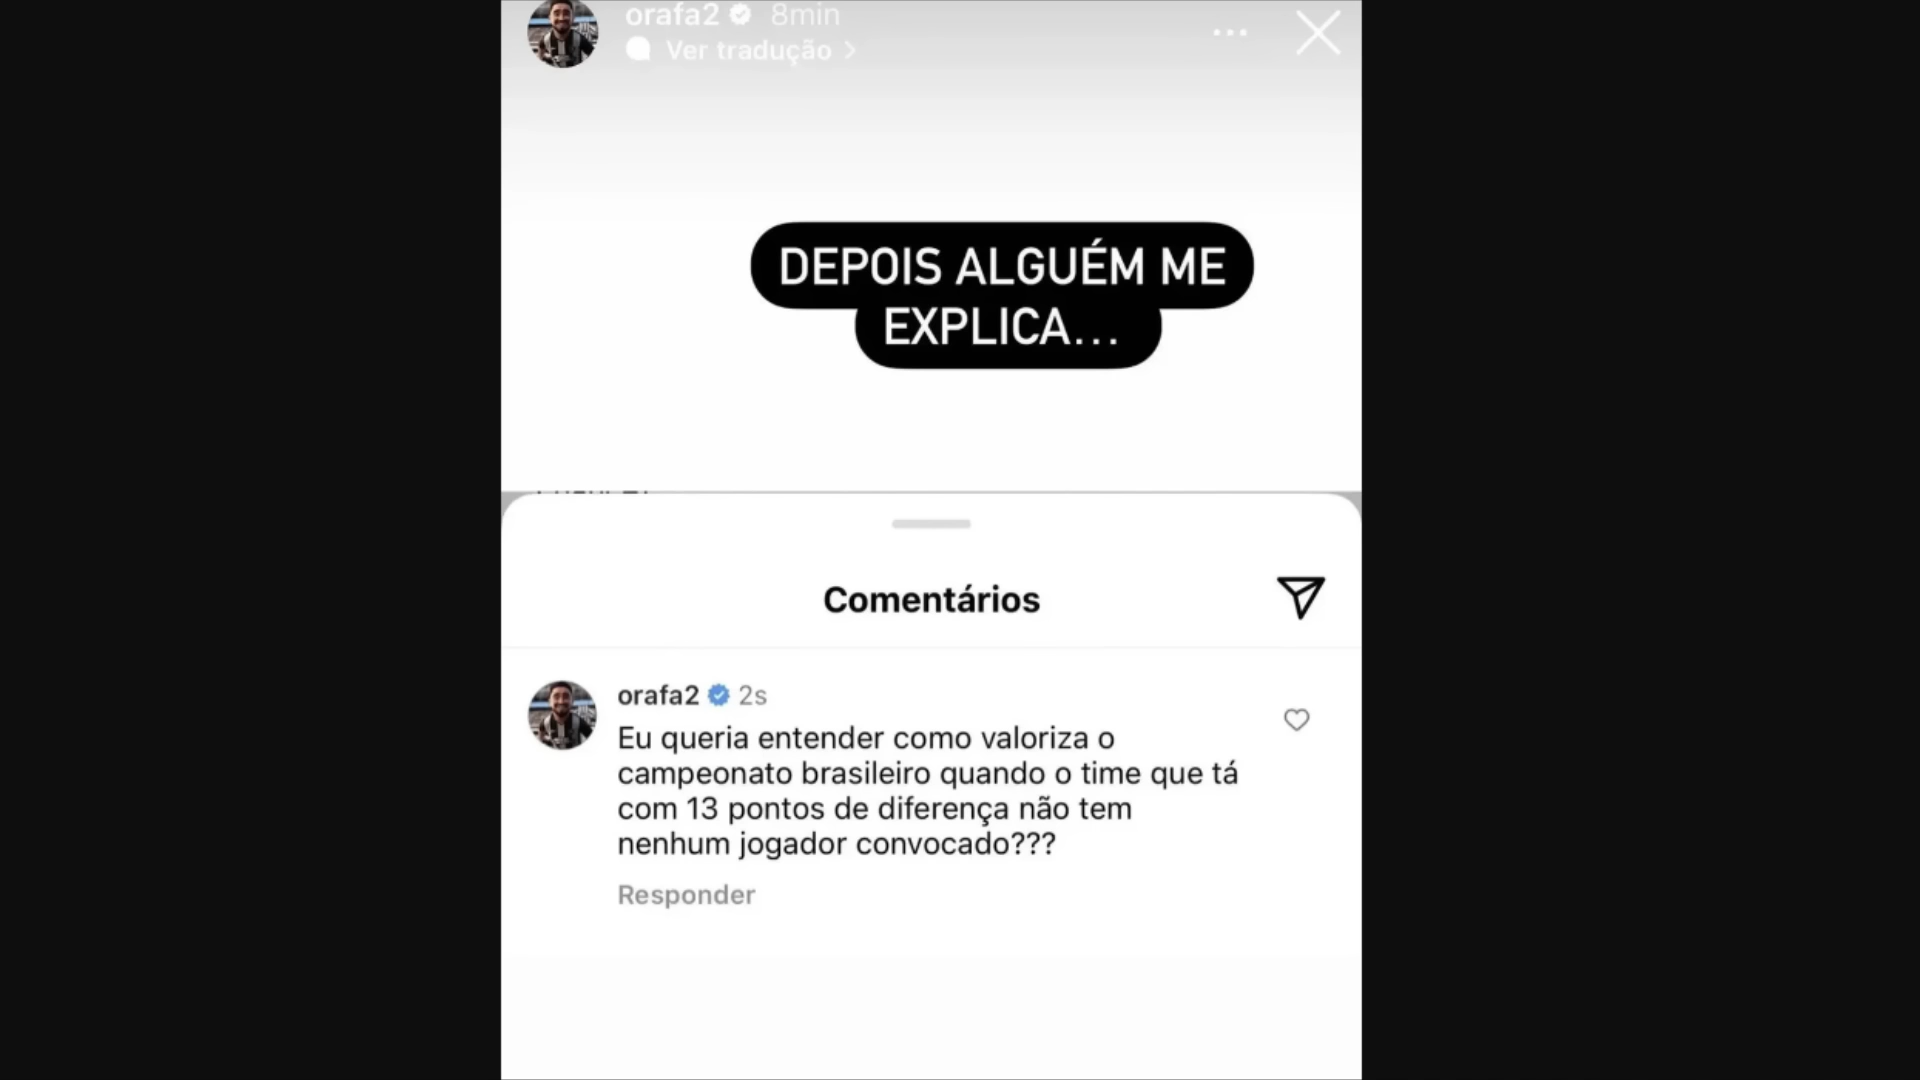 orafa2 8min
Ver tradução
DEPOIS ALGUÉM ME
EXPLICA...
Comentários
orafa2 2s
Eu queria entender como valoriza o
campeonato brasileiro quando o time que tá
com 13 pontos de diferença não tem
nenhum jogador convocado???
Responder